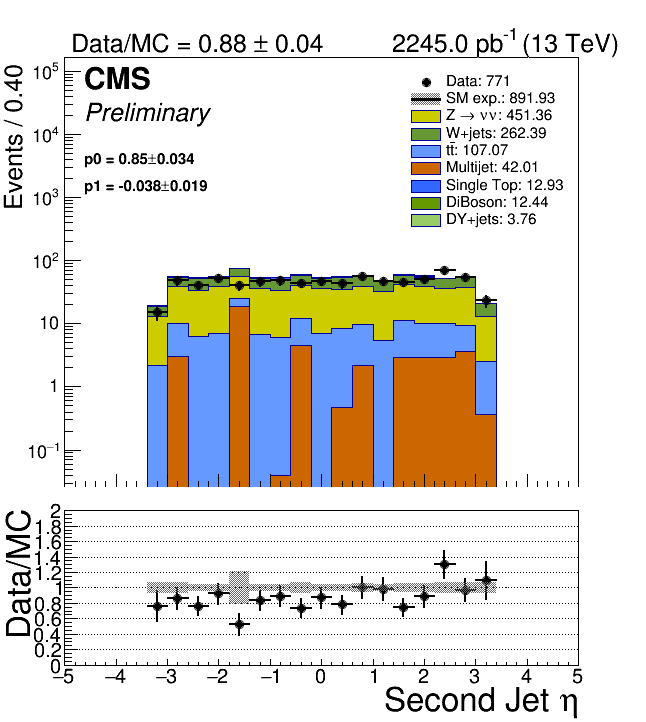 Data/MC = 0.88 ± 0.04
2245.0 pb⁻¹ (13 TeV)
CMS
Preliminary
p0 = 0.85±0.034
p1 = -0.038±0.019
Data: 771
SM exp.: 891.93
Z → νν: 451.36
W+jets: 262.39
tt̄: 107.07
Multijet: 42.01
Single Top: 12.93
DiBoson: 12.44
DY+jets: 3.76
Events / 0.40
10⁵
10⁴
10³
10²
10
1
10⁻¹
Data/MC
2
1.8
1.6
1.4
1.2
1
0.8
0.6
0.4
0.2
0
−5 −4 −3 −2 −1 0 1 2 3 4 5
Second Jet η